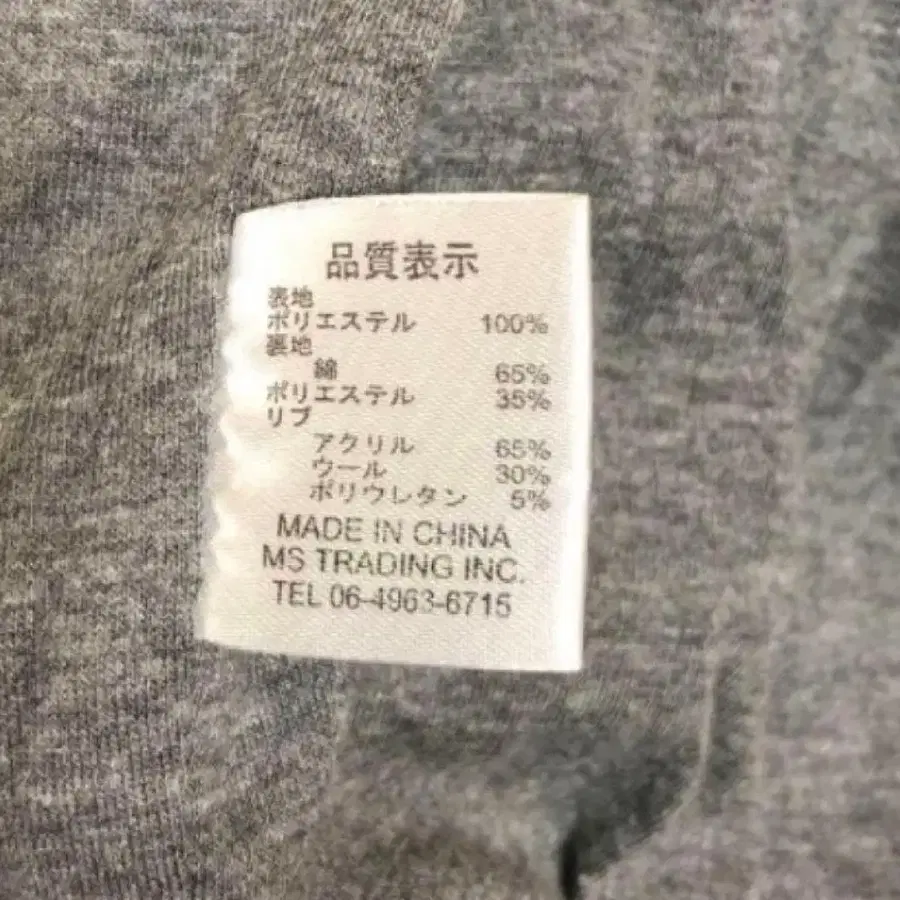 品質表示
表地
ポリエステル 100%
裏地
綿 65%
ポリエステル 35%
リブ
アクリル 65%
ウール 30%
ポリウレタン 5%
MADE IN CHINA
MS TRADING INC.
TEL 06-4963-6715